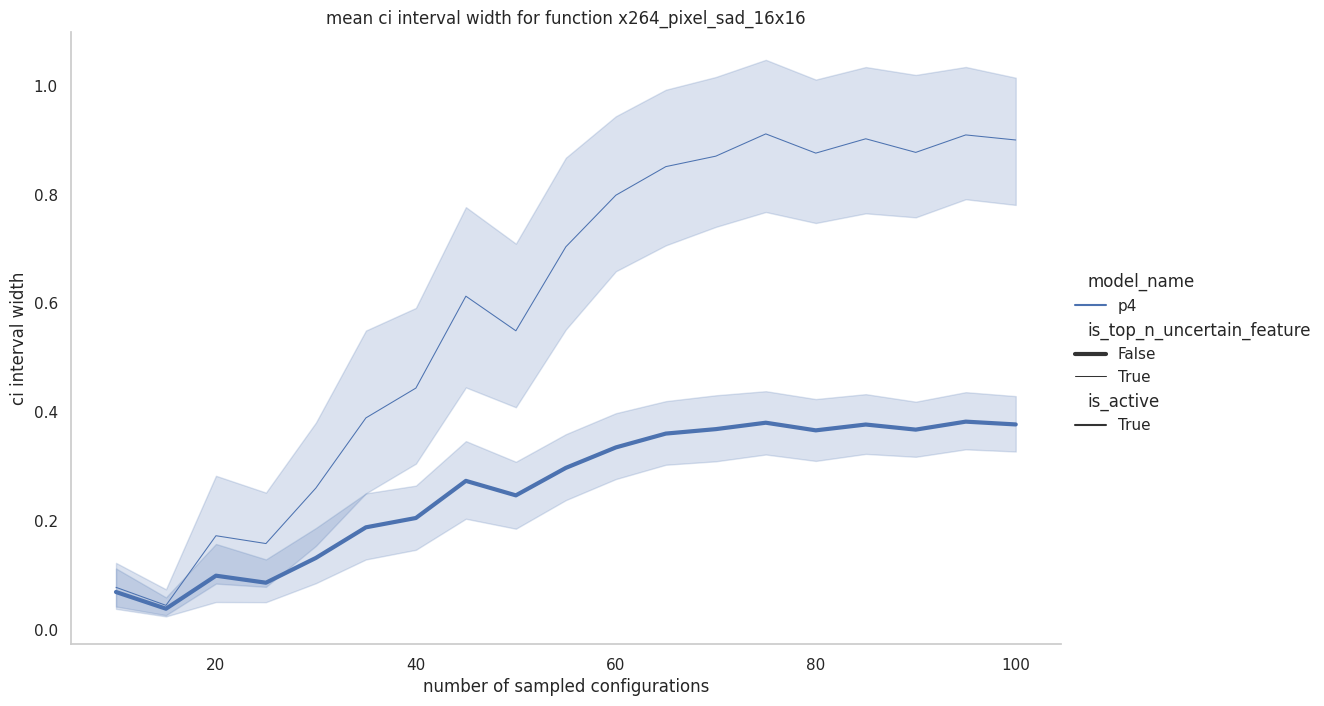 mean ci interval width for function x264_pixel_sad_16x16
1.0
0.8
0.6
0.4
0.2
0.0
ci interval width
20
40
60
80
100
number of sampled configurations
model_name
p4
is_top_n_uncertain_feature
False
True
is_active
True